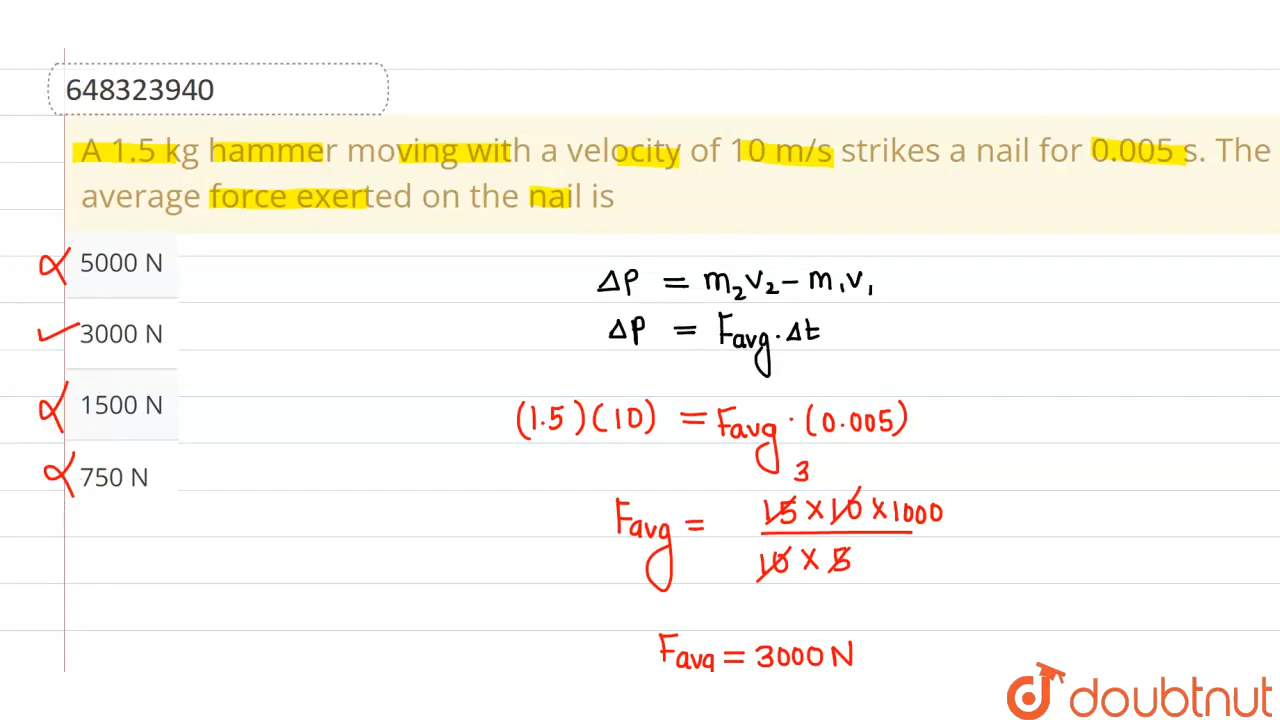 648323940
A 1.5 kg hammer moving with a velocity of 10 m/s strikes a nail for 0.005 s. The
average force exerted on the nail is
5000 N
3000 N
1500 N
750 N
ΔP = m₂v₂ - m₁v₁
ΔP = Favg · Δt
(1.5)(10) = Favg · (0.005)
3
Favg = 15 × 10 × 1000
10 × 5
Favg = 3000 N
doubtnut